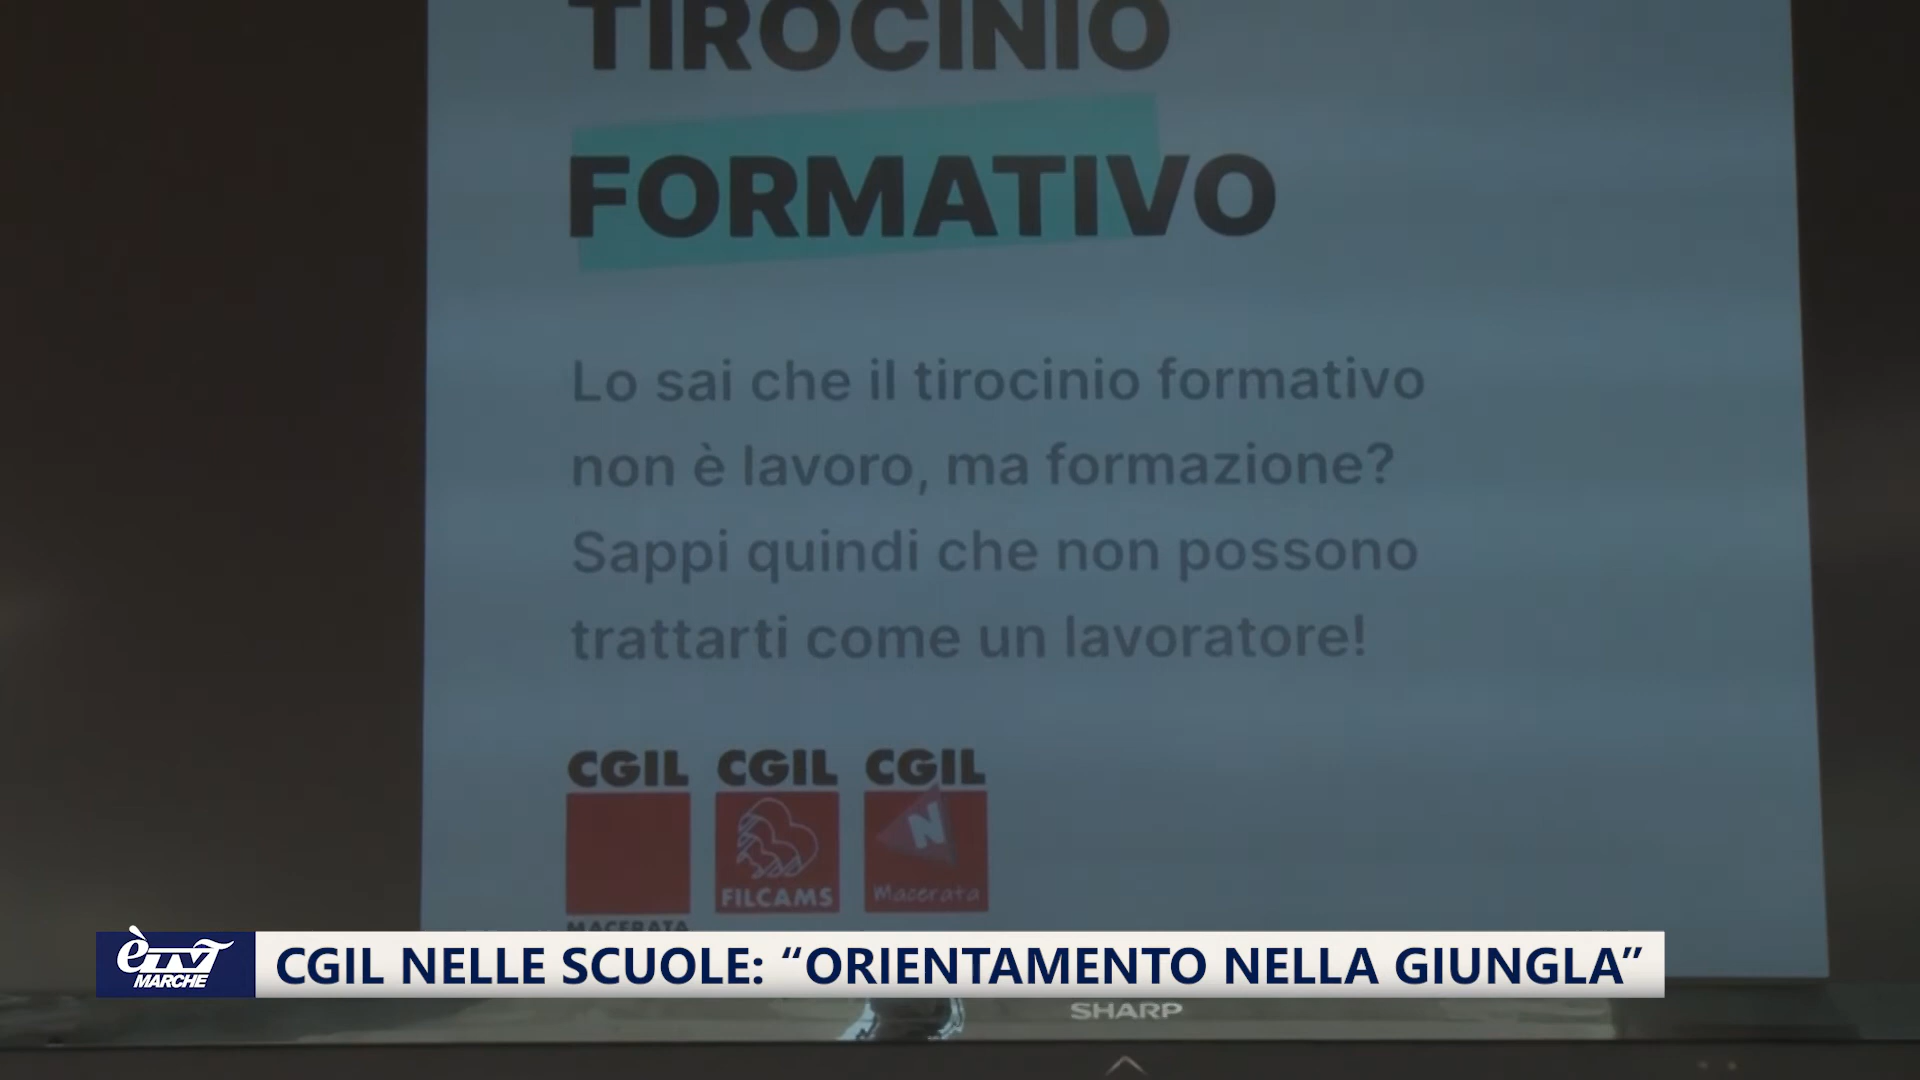 TIROCINIO
FORMATIVO
Lo sai che il tirocinio formativo
non è lavoro, ma formazione?
Sappi quindi che non possono
trattarti come un lavoratore!
CGIL CGIL CGIL
N
FILCAMS Macerata
MACERATA
èTV
MARCHE
CGIL NELLE SCUOLE: “ORIENTAMENTO NELLA GIUNGLA”
SHARP